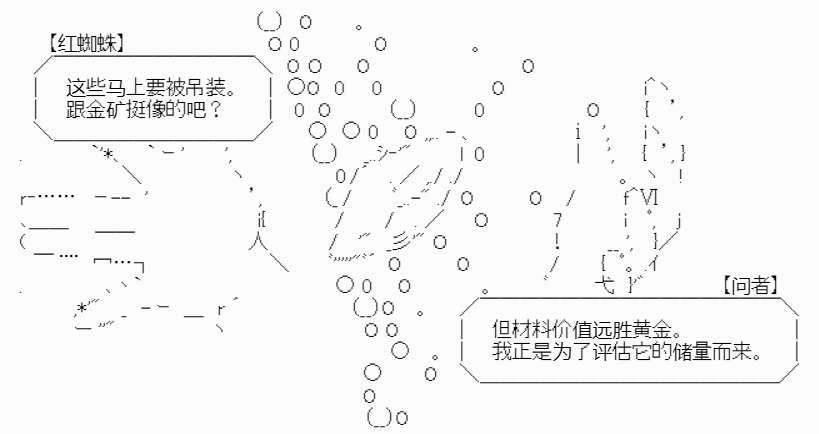 【红蜘蛛】
这些马上要被吊装。
跟金矿挺像的吧？
【问者】
但材料价值远胜黄金。
我正是为了评估它的储量而来。